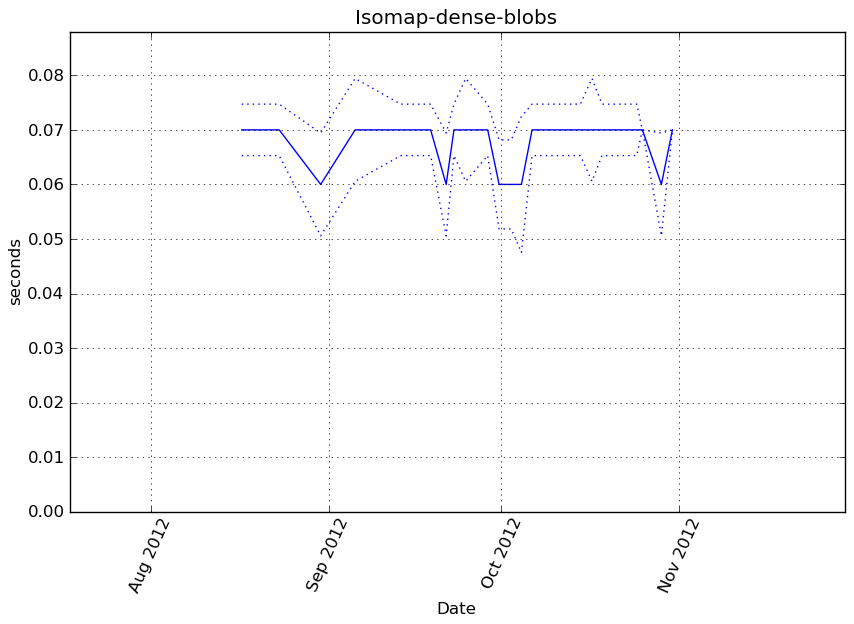 Isomap-dense-blobs
0.08
0.07
0.06
0.05
0.04
0.03
0.02
0.01
0.00
seconds
Aug 2012
Sep 2012
Oct 2012
Nov 2012
Date